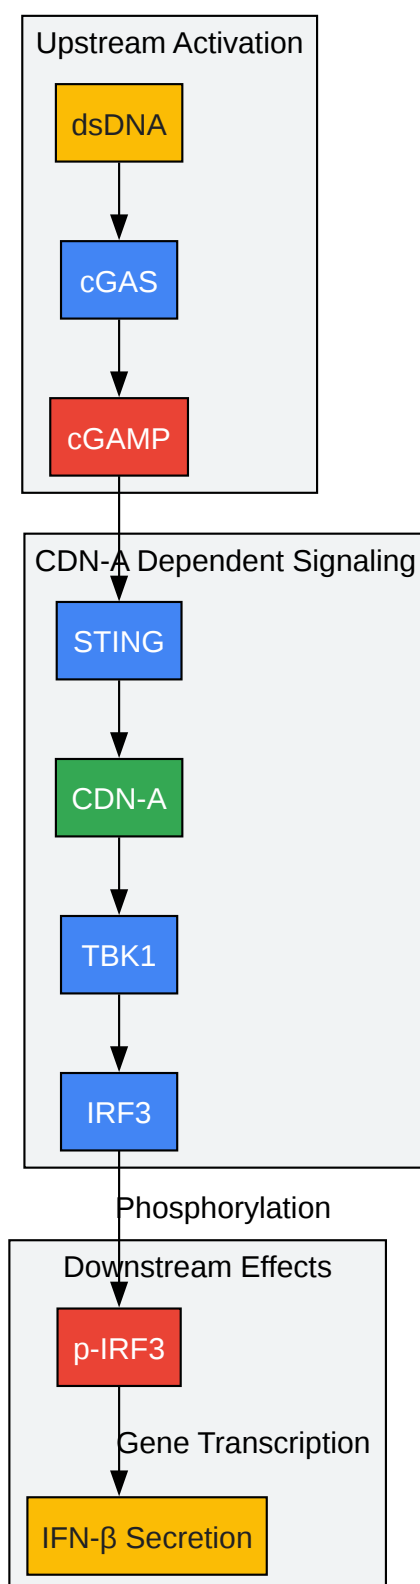 Upstream Activation
dsDNA
cGAS
cGAMP
CDN-A Dependent Signaling
STING
CDN-A
TBK1
IRF3
Phosphorylation
Downstream Effects
p-IRF3
Gene Transcription
IFN-β Secretion